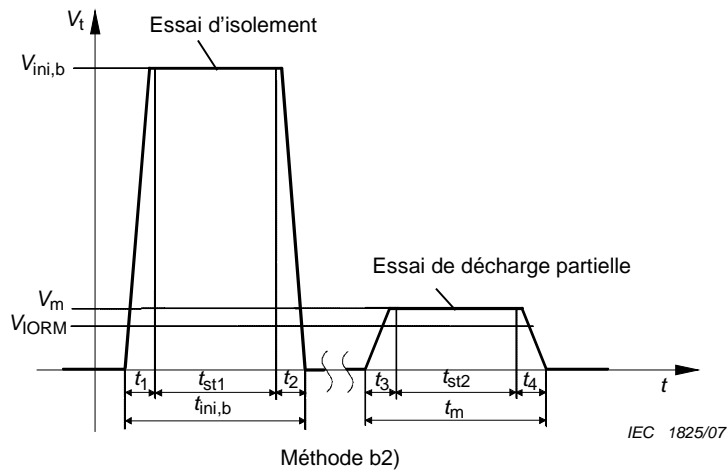 Vt
Essai d'isolement
Vini,b
Essai de décharge partielle
Vm
VIORM
t1 tst1 t2 t3 tst2 t4 t
tini,b tm
IEC 1825/07
Méthode b2)